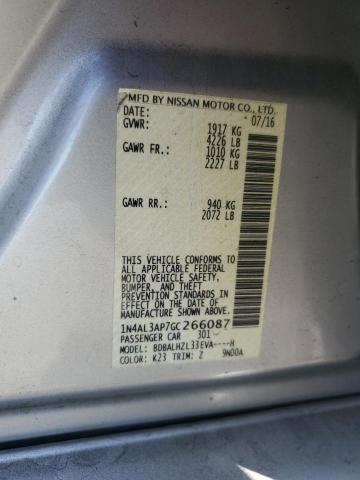 MFD BY NISSAN MOTOR CO., LTD.
DATE: 07/16
GVWR: 1917 KG
4226 LB
GAWR FR.: 1010 KG
2227 LB
GAWR RR.: 940 KG
2072 LB
THIS VEHICLE CONFORMS TO ALL
APPLICABLE FEDERAL MOTOR VEHICLE SAFETY,
BUMPER, AND THEFT
PREVENTION STANDARDS IN
EFFECT ON THE DATE OF
MANUFACTURE SHOWN ABOVE.
1N4AL3AP7GC266087
PASSENGER CAR 301
MODEL: BDBALHZL33EVA----H
COLOR: K23 TRIM: Z 9N00A